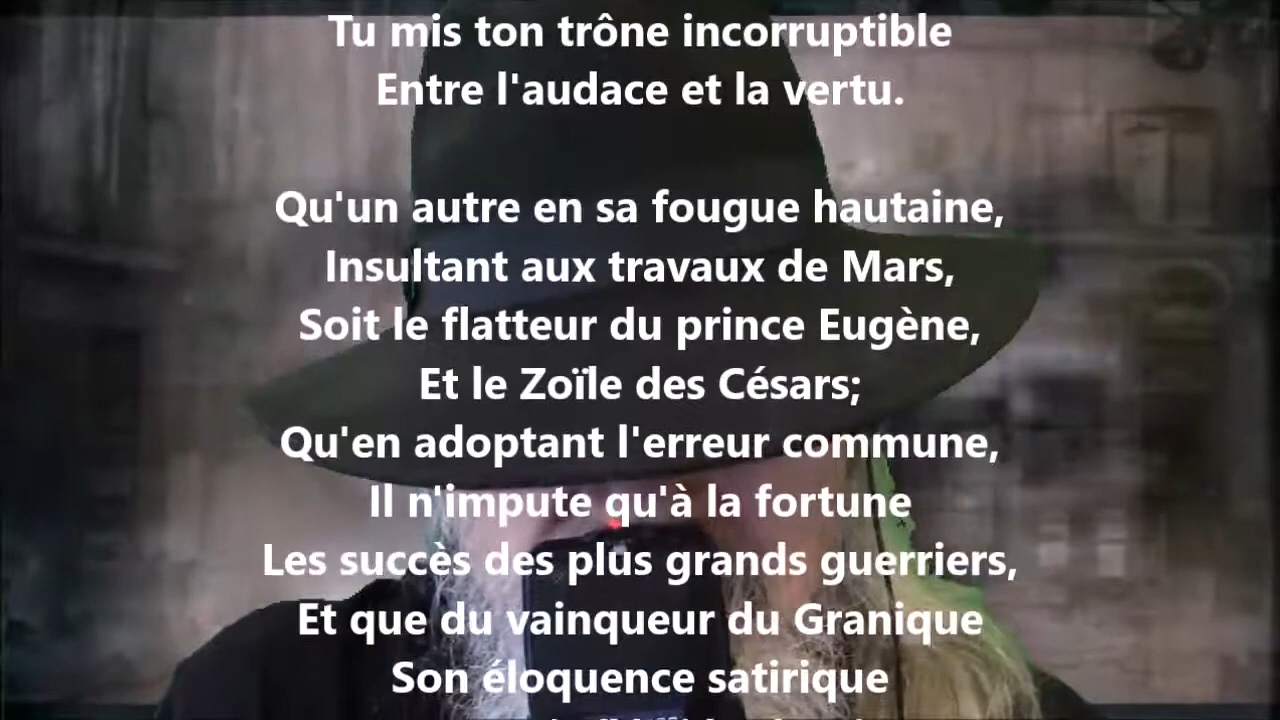 Tu mis ton trône incorruptible
Entre l'audace et la vertu.
Qu'un autre en sa fougue hautaine,
Insultant aux travaux de Mars,
Soit le flatteur du prince Eugène,
Et le Zoïle des Césars;
Qu'en adoptant l'erreur commune,
Il n'impute qu'à la fortune
Les succès des plus grands guerriers,
Et que du vainqueur du Granique
Son éloquence satirique